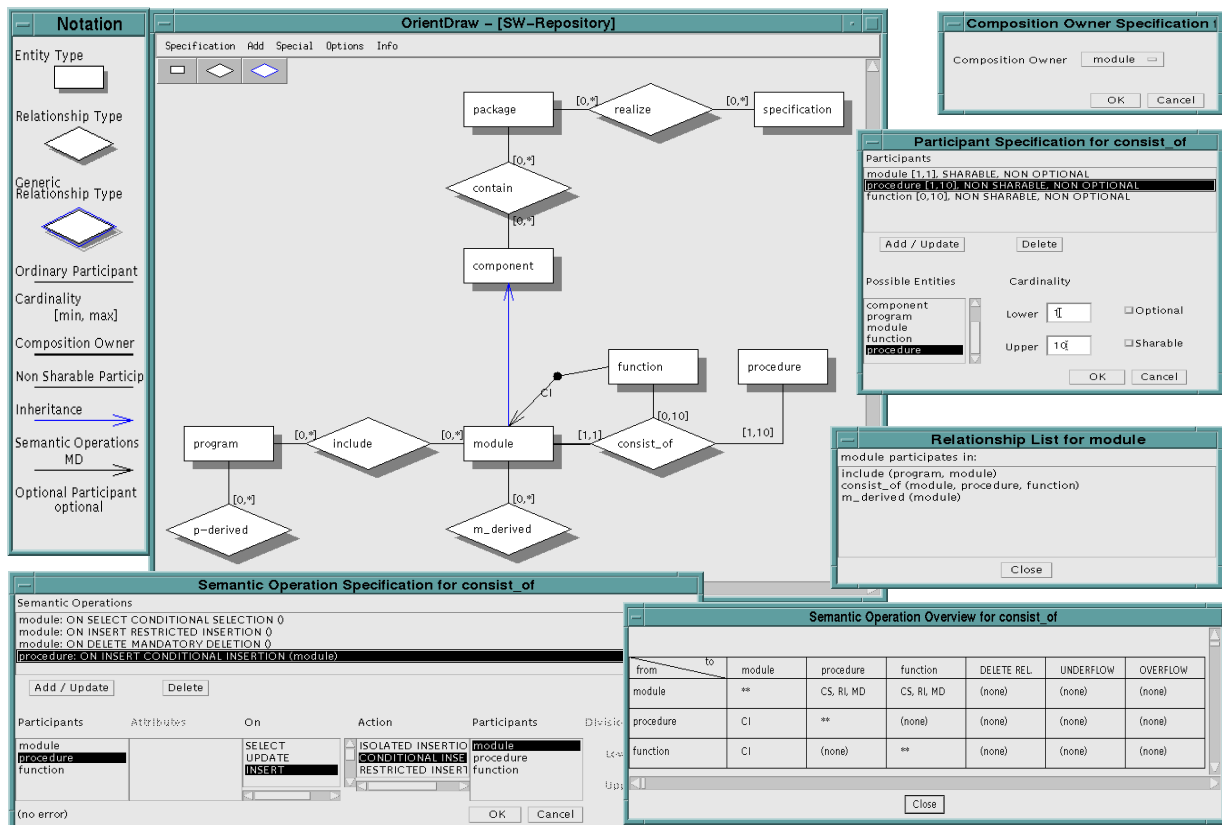 Notation
Entity Type
Relationship Type
Generic
Relationship Type
Ordinary Participant
Cardinality
[min, max]
Composition Owner
Non Sharable Particip
Inheritance
Semantic Operations
MD
Optional Participant
optional
OrientDraw – [SW-Repository]
Specification Add Special Options Info
package [0,*] realize [0,*] specification
[0,*]
contain
[0,*]
component
function procedure
CI
[0,10]
program [0,*] include [0,*] module [1,1] consist_of [1,10]
[0,*] [0,*]
p-derived m_derived
Composition Owner Specification
Composition Owner module
OK Cancel
Participant Specification for consist_of
Participants
module [1,1], SHARABLE, NON OPTIONAL
procedure [1,10], NON SHARABLE, NON OPTIONAL
function [0,10], NON SHARABLE, NON OPTIONAL
Add / Update Delete
Possible Entities Cardinality
component
program
module
function
procedure
Lower 1 Optional
Upper 10 Sharable
OK Cancel
Relationship List for module
module participates in:
include (program, module)
consist_of (module, procedure, function)
m_derived (module)
Close
Semantic Operation Specification for consist_of
Semantic Operations
module: ON SELECT CONDITIONAL SELECTION ()
module: ON INSERT RESTRICTED INSERTION ()
module: ON DELETE MANDATORY DELETION ()
procedure: ON INSERT CONDITIONAL INSERTION (module)
Add / Update Delete
Participants Attributes On Action Participants Divisio
module SELECT ISOLATED INSERTIO module
procedure UPDATE CONDITIONAL INSE procedure
function INSERT RESTRICTED INSERT function
Upp
(no error) OK Cancel
Semantic Operation Overview for consist_of
from to module procedure function DELETE REL. UNDERFLOW OVERFLOW
module ** CS, RI, MD CS, RI, MD (none) (none) (none)
procedure CI ** (none) (none) (none) (none)
function CI (none) ** (none) (none) (none)
Close